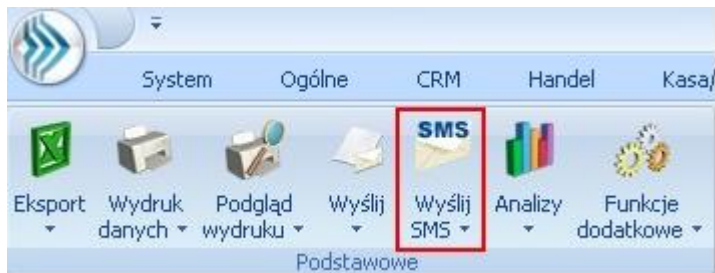 System Ogólne CRM Handel Kasa/
SMS
Eksport Wydruk danych Podgląd wydruku Wyślij Wyślij SMS Analizy Funkcje dodatkowe
Podstawowe